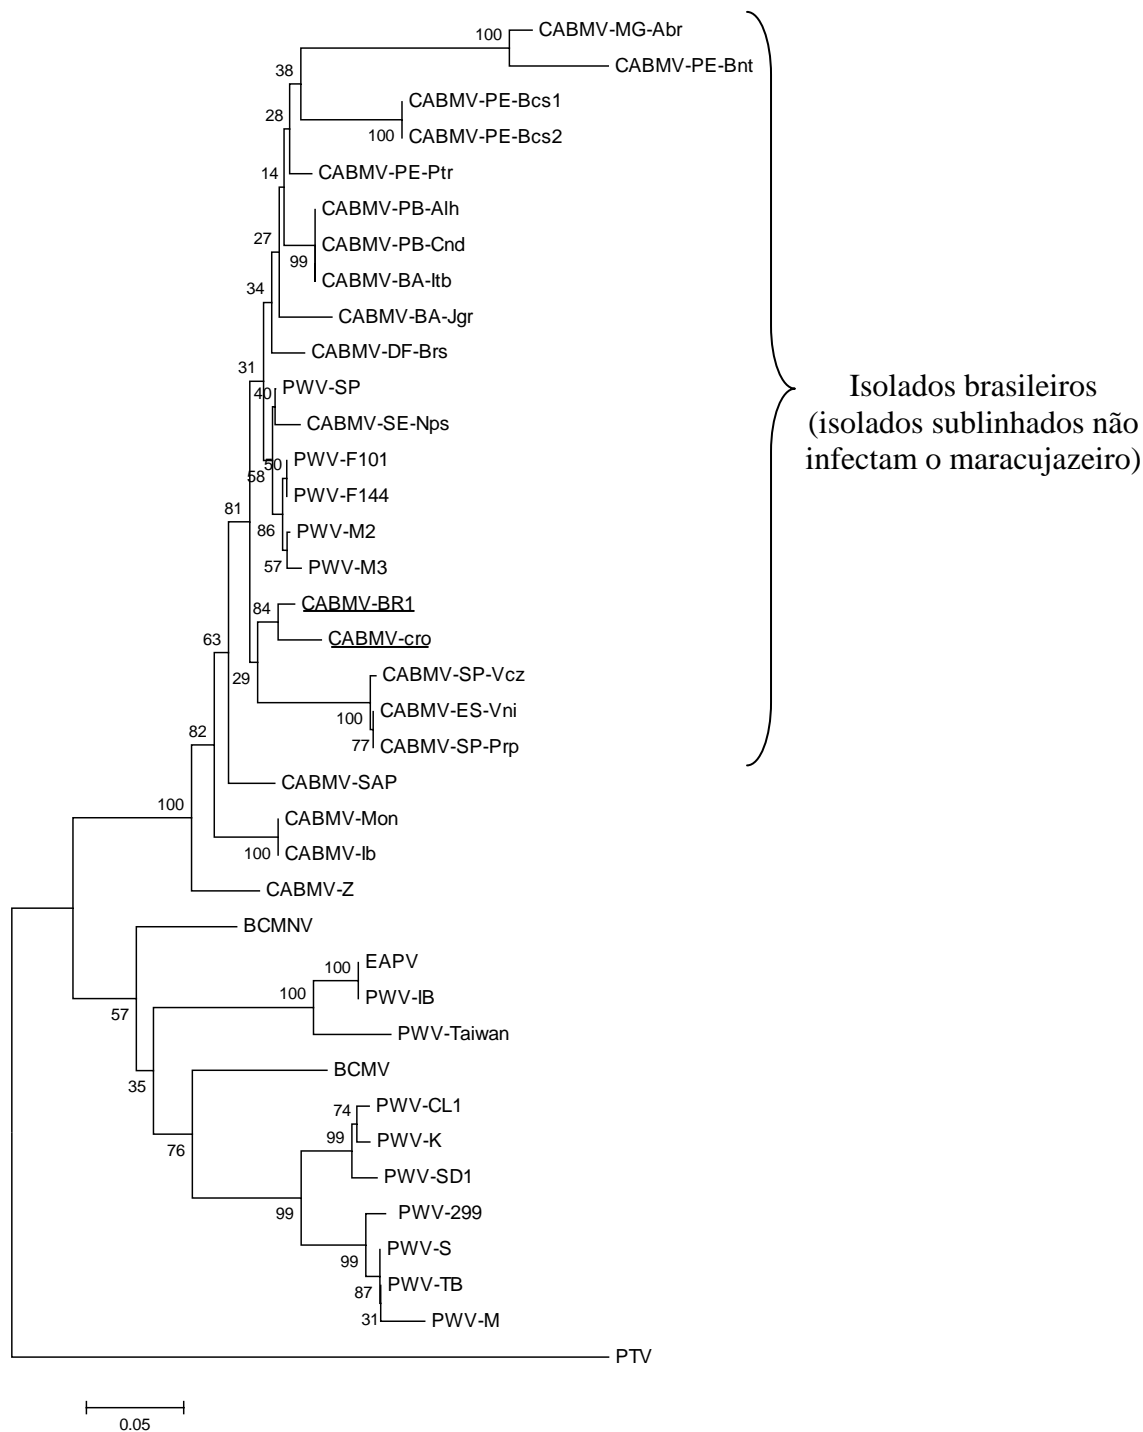 100
CABMV-MG-Abr
CABMV-PE-Bnt
38
CABMV-PE-Bcs1
28
100
CABMV-PE-Bcs2
14
CABMV-PE-Ptr
CABMV-PB-Alh
27
CABMV-PB-Cnd
99
CABMV-BA-Itb
34
CABMV-BA-Jgr
CABMV-DF-Brs
31
40
PWV-SP
CABMV-SE-Nps
50
PWV-F101
58
PWV-F144
81
86
PWV-M2
57
PWV-M3
84
CABMV-BR1
63
CABMV-cro
29
CABMV-SP-Vcz
100
CABMV-ES-Vni
77
CABMV-SP-Prp
82
CABMV-SAP
100
CABMV-Mon
100
CABMV-Ib
CABMV-Z
Isolados brasileiros
(isolados sublinhados não
infectam o maracujazeiro)
BCMNV
100
EAPV
100
PWV-IB
57
PWV-Taiwan
35
BCMV
74
PWV-CL1
99
PWV-K
76
PWV-SD1
99
PWV-299
99
PWV-S
87
PWV-TB
31
PWV-M
PTV
0.05